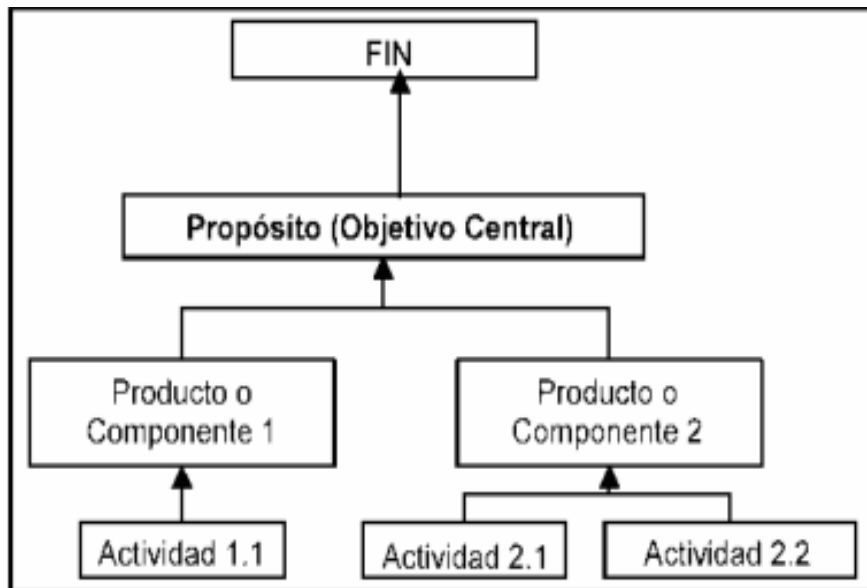 FIN
Propósito (Objetivo Central)
Producto o
Componente 1
Producto o
Componente 2
Actividad 1.1
Actividad 2.1
Actividad 2.2